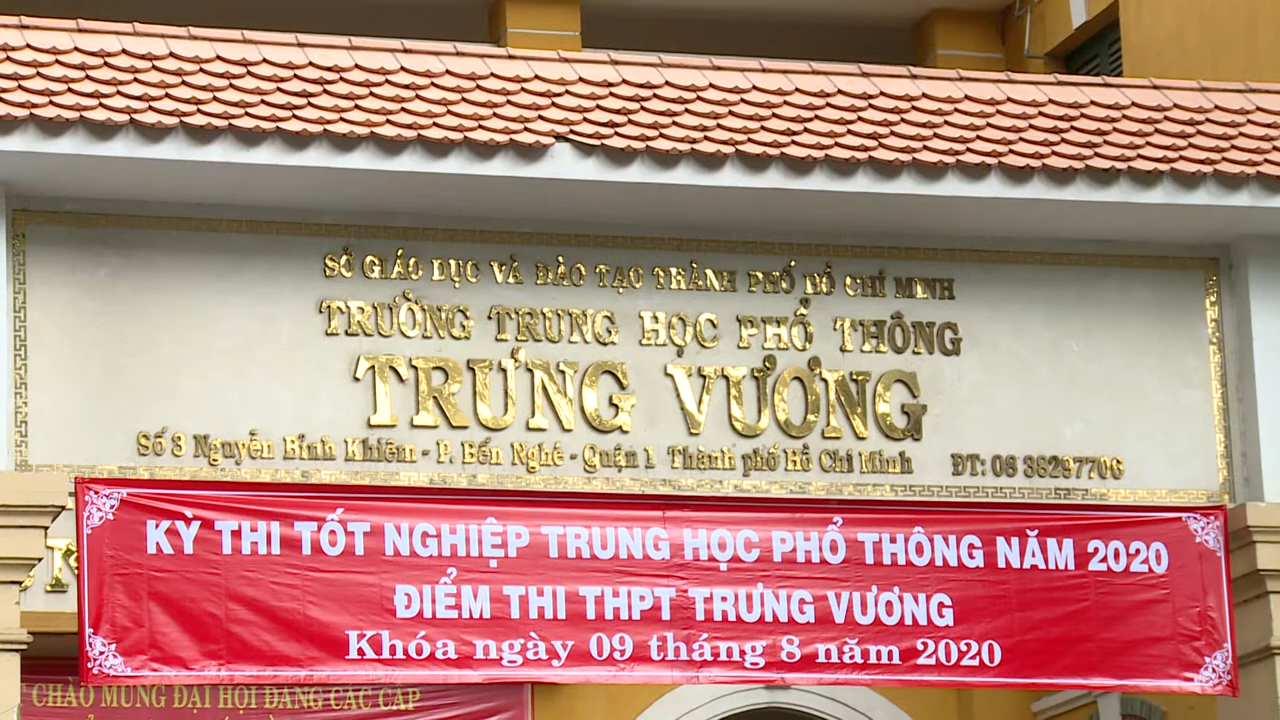 SỞ GIÁO DỤC VÀ ĐÀO TẠO THÀNH PHỐ HỒ CHÍ MINH
TRƯỜNG TRUNG HỌC PHỔ THÔNG
TRƯNG VƯƠNG
Số 3 Nguyễn Bỉnh Khiêm - P. Bến Nghé - Quận 1 Thành phố Hồ Chí Minh ĐT: 08 38297706
KỲ THI TỐT NGHIỆP TRUNG HỌC PHỔ THÔNG NĂM 2020
ĐIỂM THI THPT TRƯNG VƯƠNG
Khóa ngày 09 tháng 8 năm 2020
CHÀO MỪNG ĐẠI HỘI ĐẢNG CÁC CẤP